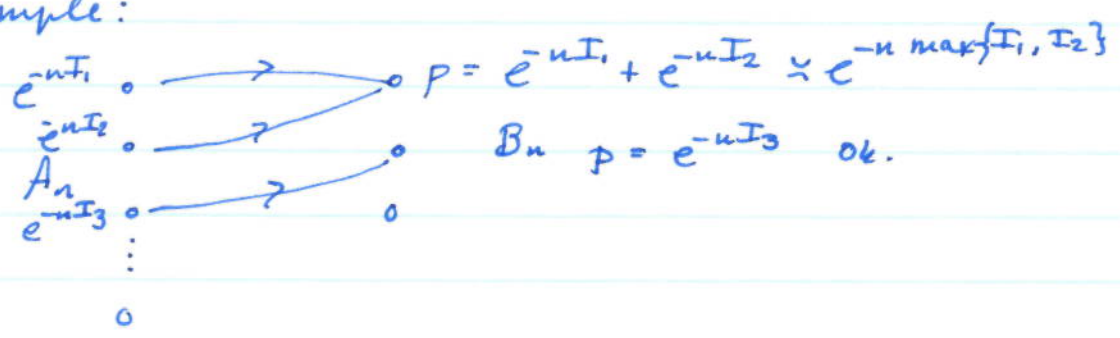 mple:
e^{-nI_1} p = e^{-nI_1} + e^{-nI_2} ≍ e^{-n max{I_1, I_2}}
e^{-nI_2} B_n p = e^{-nI_3} ok.
A_n
e^{-nI_3}